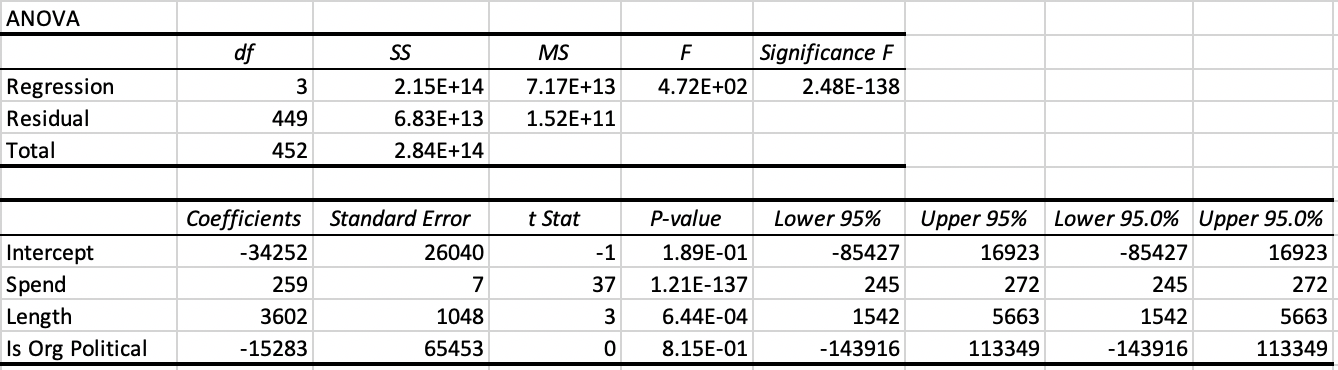 ANOVA
df SS MS F Significance F
Regression 3 2.15E+14 7.17E+13 4.72E+02 2.48E-138
Residual 449 6.83E+13 1.52E+11
Total 452 2.84E+14
Coefficients Standard Error t Stat P-value Lower 95% Upper 95% Lower 95.0% Upper 95.0%
Intercept -34252 26040 -1 1.89E-01 -85427 16923 -85427 16923
Spend 259 7 37 1.21E-137 245 272 245 272
Length 3602 1048 3 6.44E-04 1542 5663 1542 5663
Is Org Political -15283 65453 0 8.15E-01 -143916 113349 -143916 113349